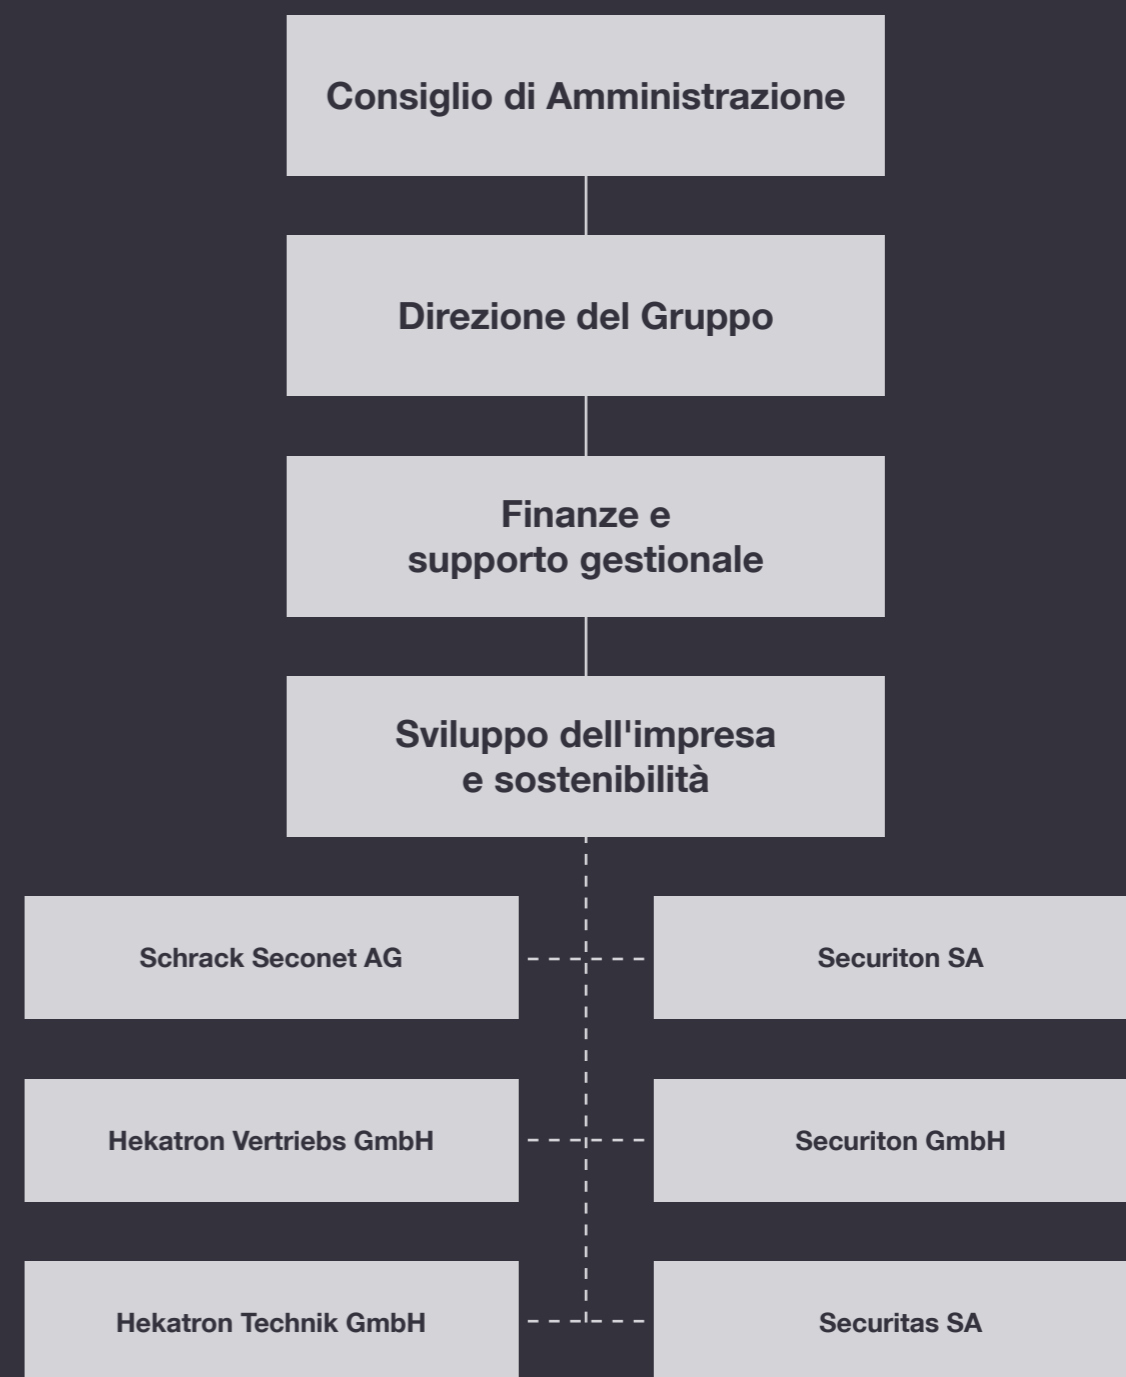 Consiglio di Amministrazione
Direzione del Gruppo
Finanze e
supporto gestionale
Sviluppo dell'impresa
e sostenibilità
Schrack Seconet AG
Securiton SA
Hekatron Vertriebs GmbH
Securiton GmbH
Hekatron Technik GmbH
Securitas SA